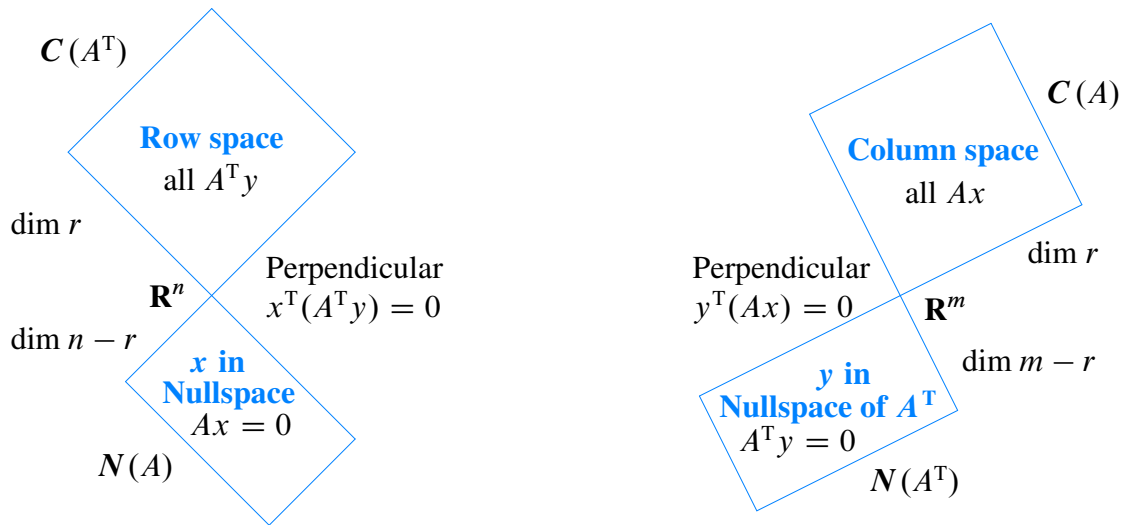 C(Aᵀ)
Row space
all Aᵀy
dim r
Rⁿ
Perpendicular
xᵀ(Aᵀy) = 0
dim n − r
x in
Nullspace
Ax = 0
N(A)
C(A)
Column space
all Ax
dim r
Perpendicular
yᵀ(Ax) = 0
Rᵐ
dim m − r
y in
Nullspace of Aᵀ
Aᵀy = 0
N(Aᵀ)